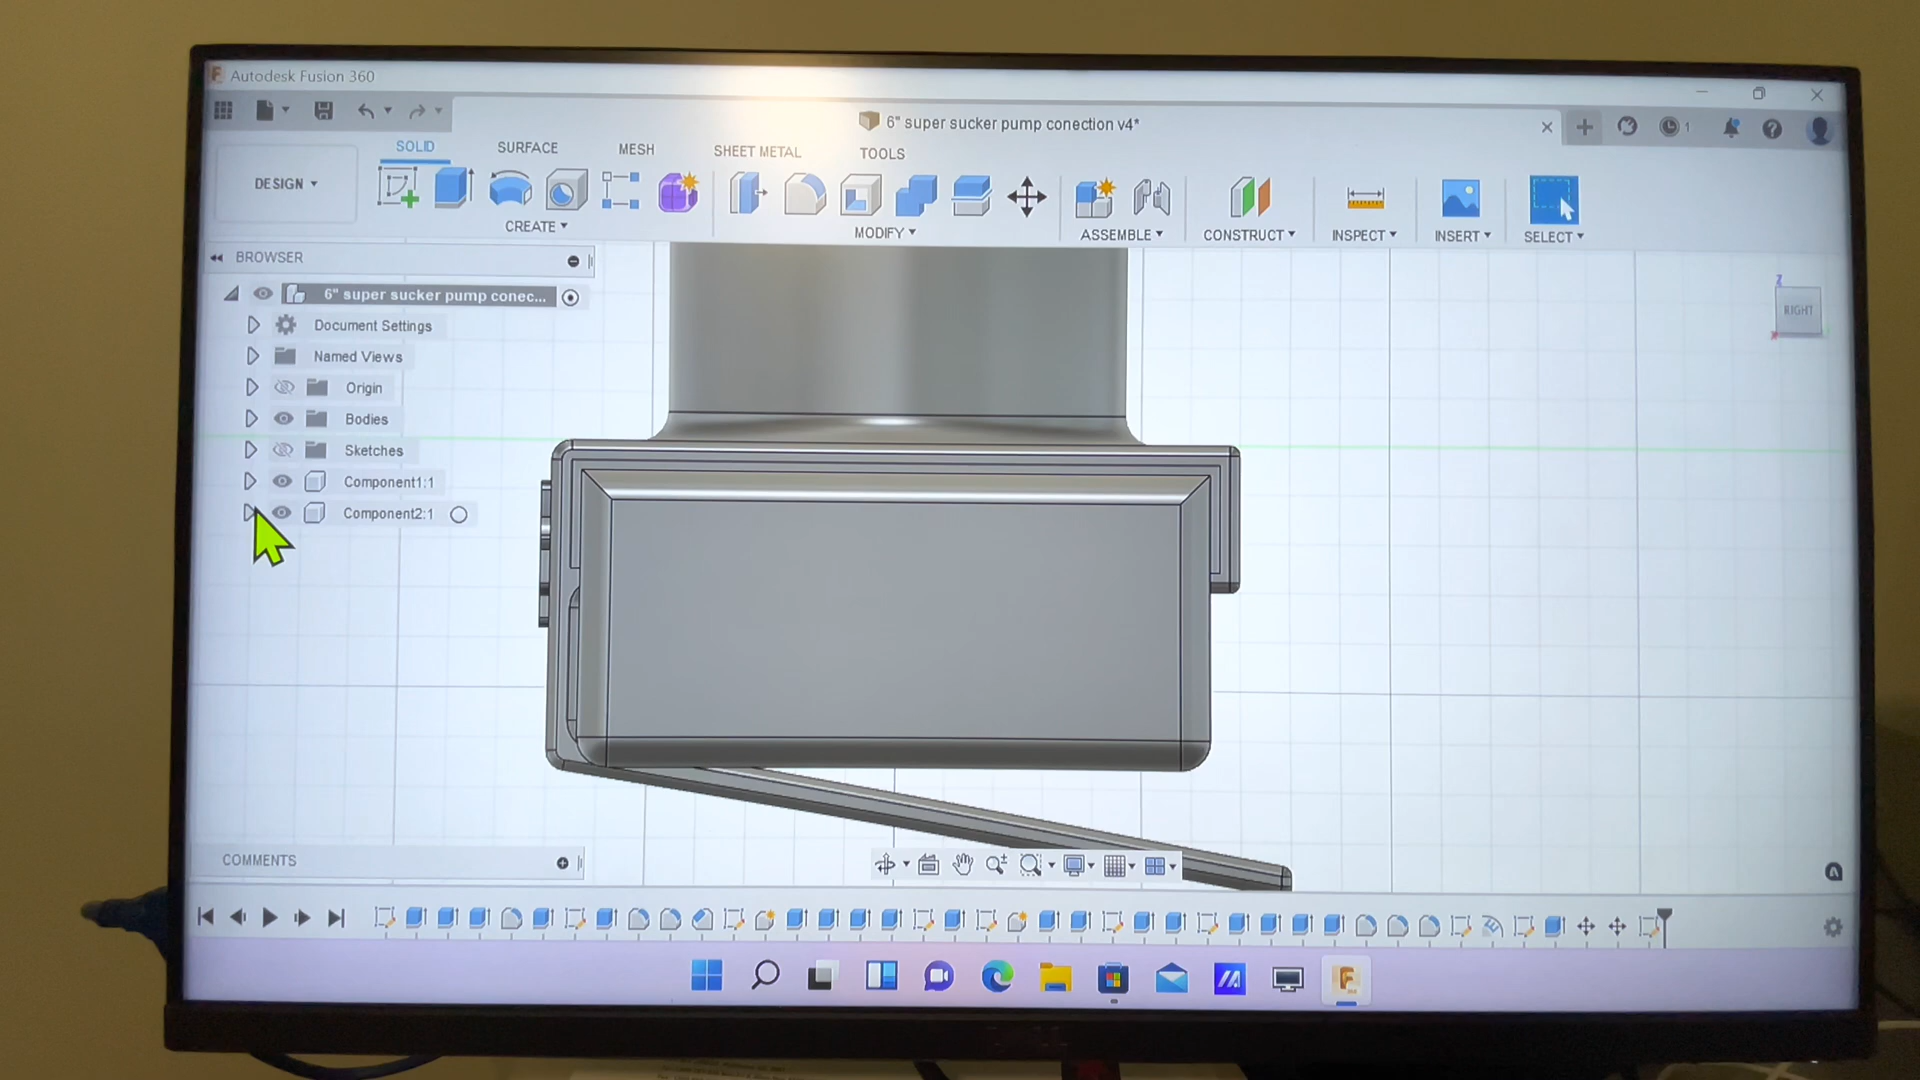 Autodesk Fusion 360
6" super sucker pump conection v4*
1
SOLID
SURFACE
MESH
SHEET METAL
TOOLS
DESIGN
CREATE
MODIFY
ASSEMBLE
CONSTRUCT
INSPECT
INSERT
SELECT
BROWSER
6" super sucker pump conec...
Document Settings
Named Views
Origin
Bodies
Sketches
Component1:1
Component2:1
Z
RIGHT
X
COMMENTS